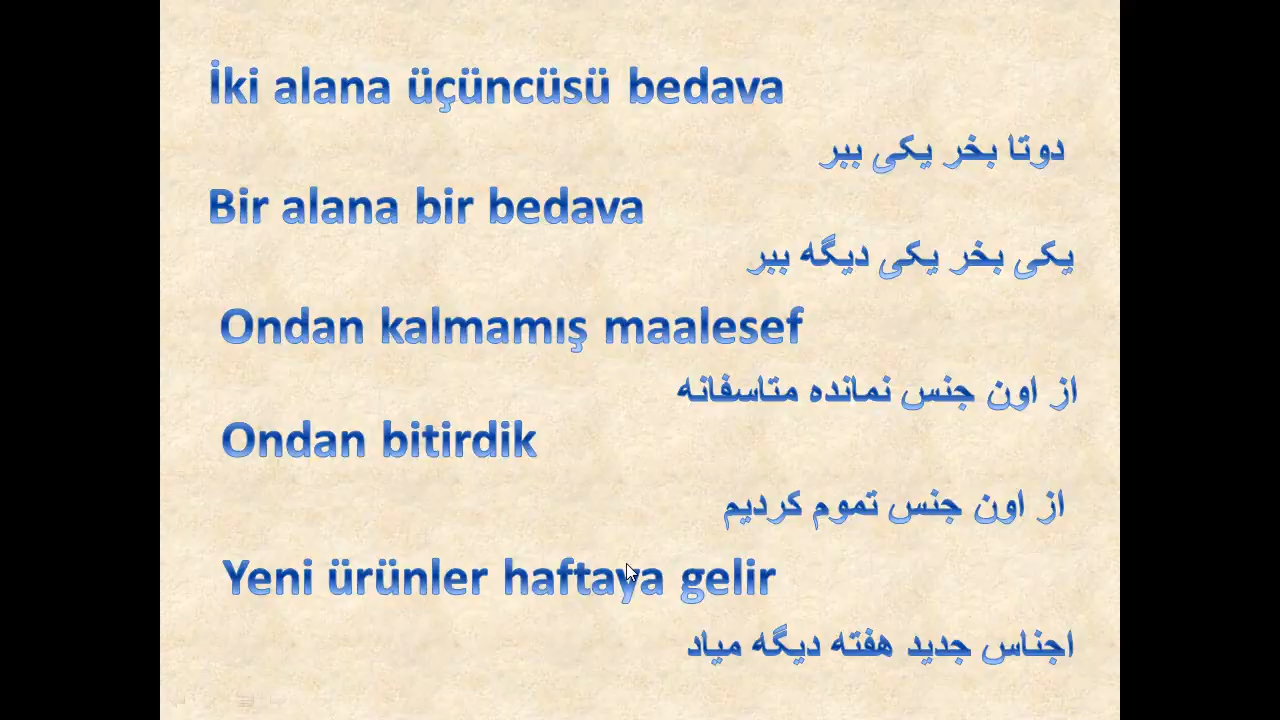 İki alana üçüncüsü bedava
دوتا بخر یکی ببر
Bir alana bir bedava
یکی بخر یکی دیگه ببر
Ondan kalmamış maalesef
از اون جنس نمانده متاسفانه
Ondan bitirdik
از اون جنس تموم کردیم
Yeni ürünler haftaya gelir
اجناس جدید هفته دیگه میاد